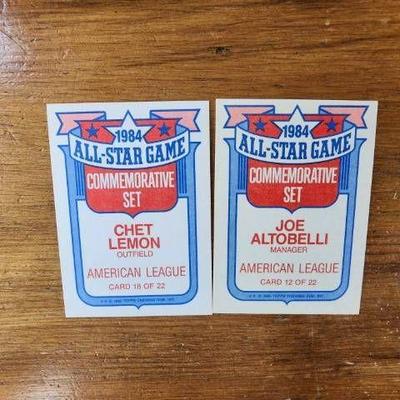 1984
ALL-STAR GAME
COMMEMORATIVE
SET
CHET
LEMON
OUTFIELD
AMERICAN LEAGUE
CARD 18 OF 22
1984
ALL-STAR GAME
COMMEMORATIVE
SET
JOE
ALTOBELLI
MANAGER
AMERICAN LEAGUE
CARD 12 OF 22